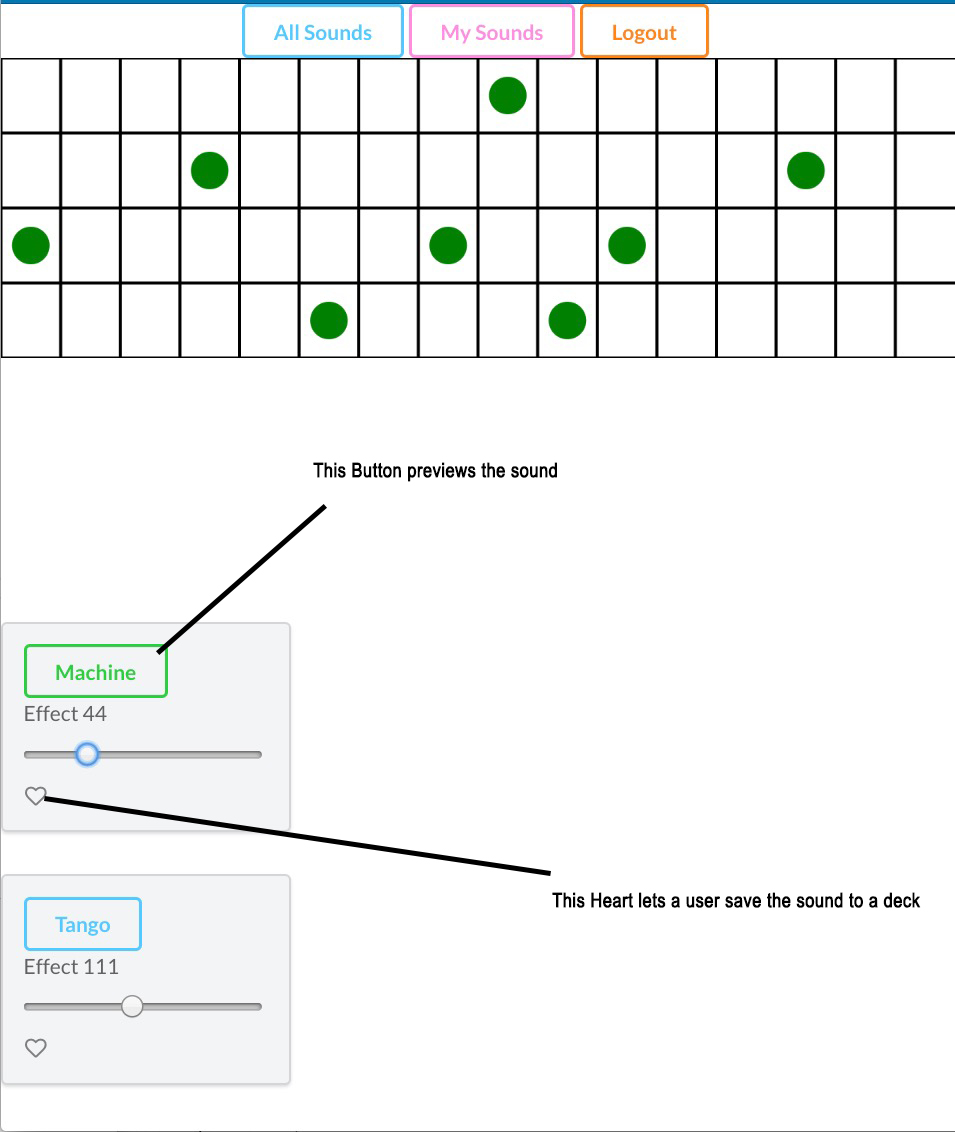 All Sounds
My Sounds
Logout
This Button previews the sound
Machine
Effect 44
This Heart lets a user save the sound to a deck
Tango
Effect 111